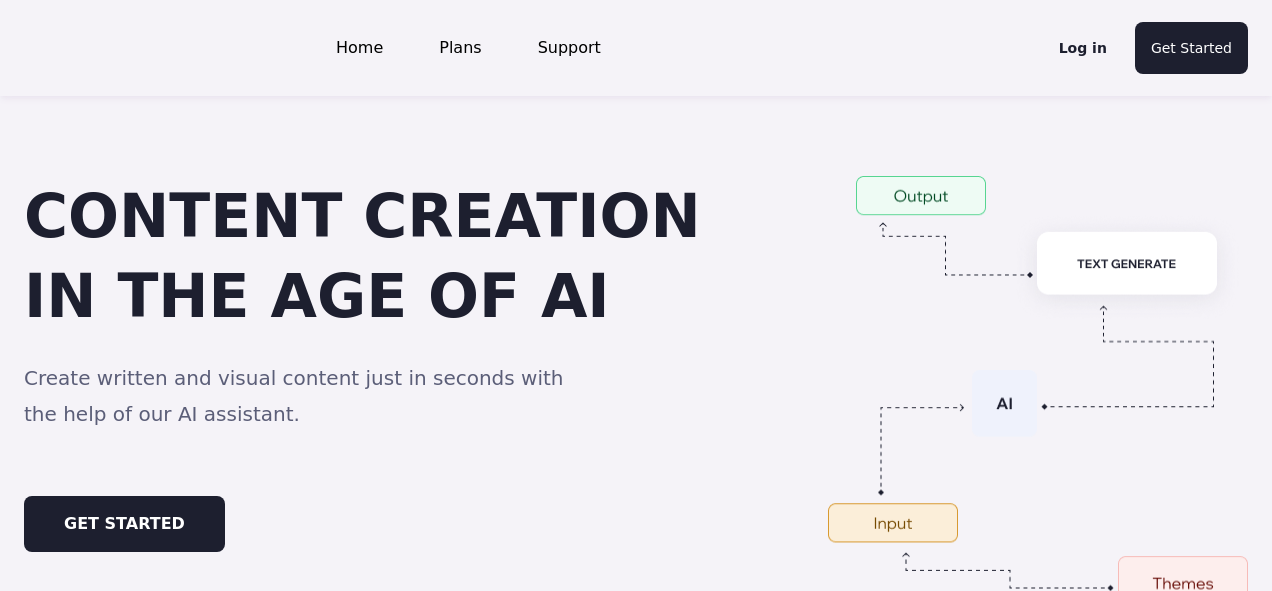 Home
Plans
Support
Log in
Get Started
CONTENT CREATION
IN THE AGE OF AI
Create written and visual content just in seconds with
the help of our AI assistant.
GET STARTED
Output
TEXT GENERATE
AI
Input
Themes